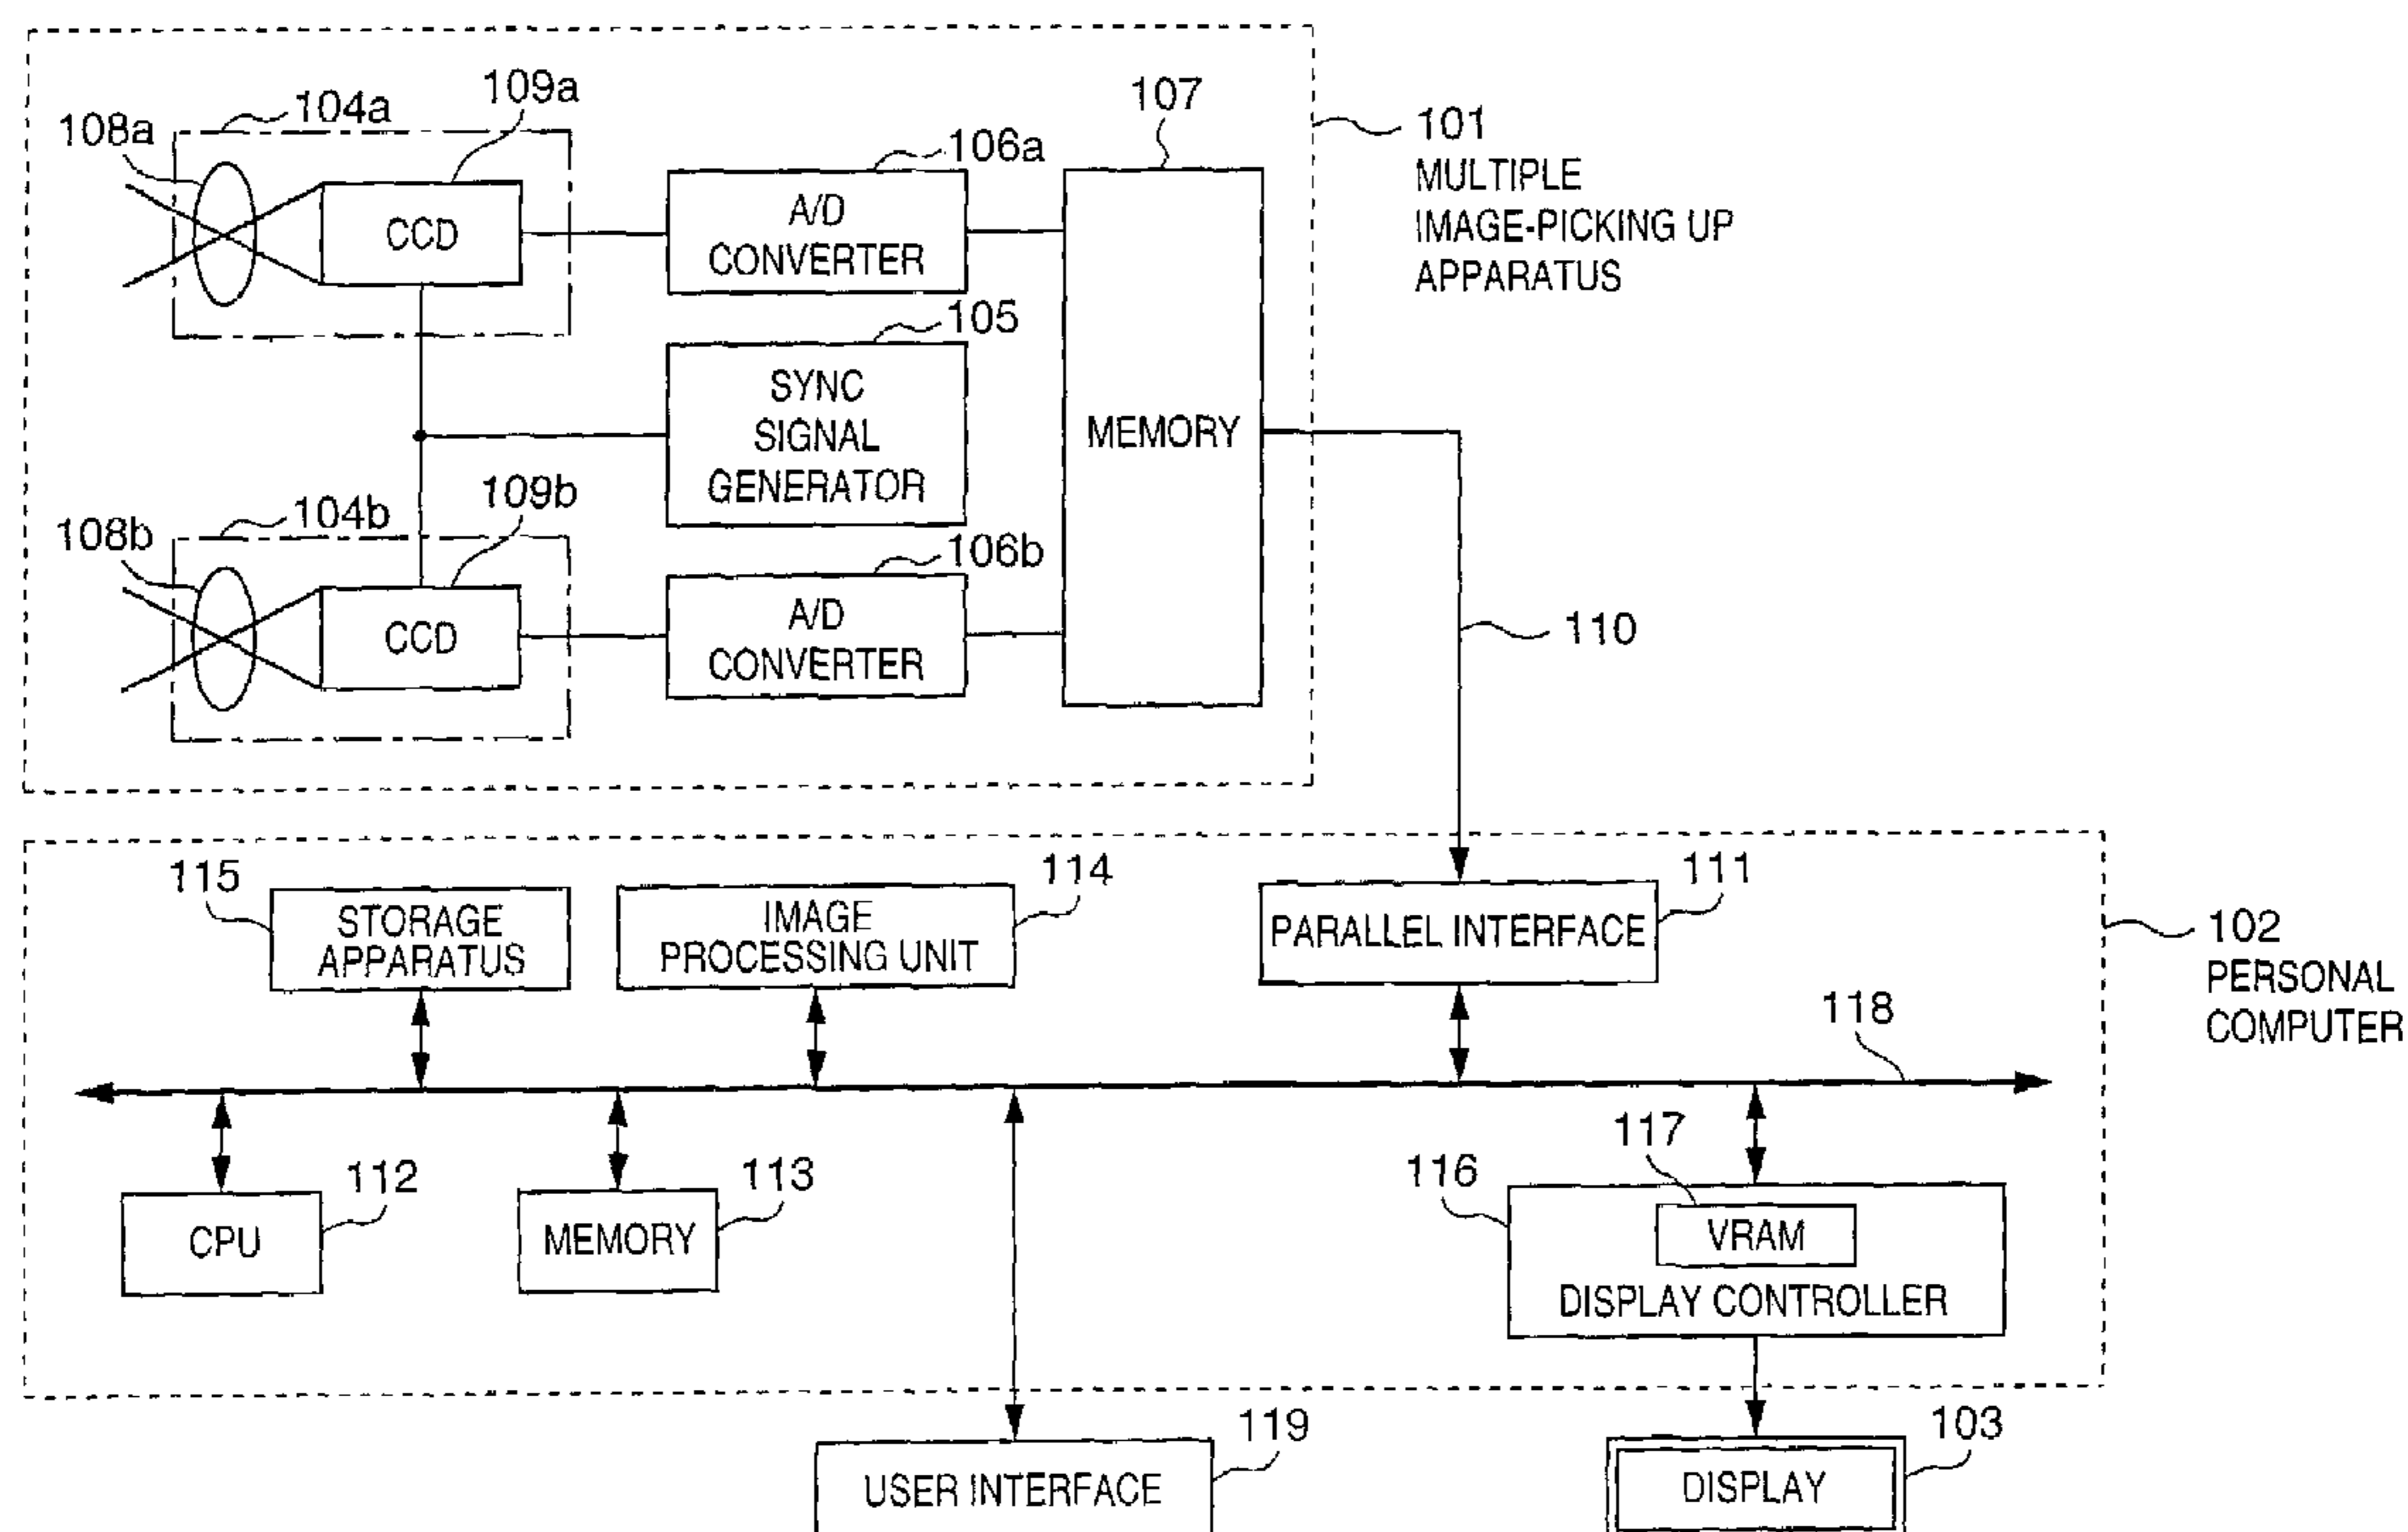 109a
107
104a
108a
101
MULTIPLE
IMAGE-PICKING UP
APPARATUS
106a
A/D
CONVERTER
CCD
105
SYNC
SIGNAL
GENERATOR
MEMORY
109b
104b
108b
106b
A/D
CONVERTER
CCD
110
115
STORAGE
APPARATUS
114
IMAGE
PROCESSING UNIT
111
PARALLEL INTERFACE
102
PERSONAL
COMPUTER
118
117
116
VRAM
DISPLAY CONTROLLER
112
CPU
113
MEMORY
119
USER INTERFACE
103
DISPLAY